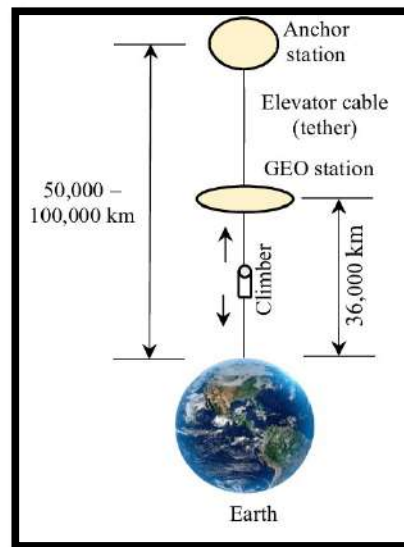 Anchor
station
Elevator cable
(tether)
GEO station
50,000 –
100,000 km
Climber
36,000 km
Earth